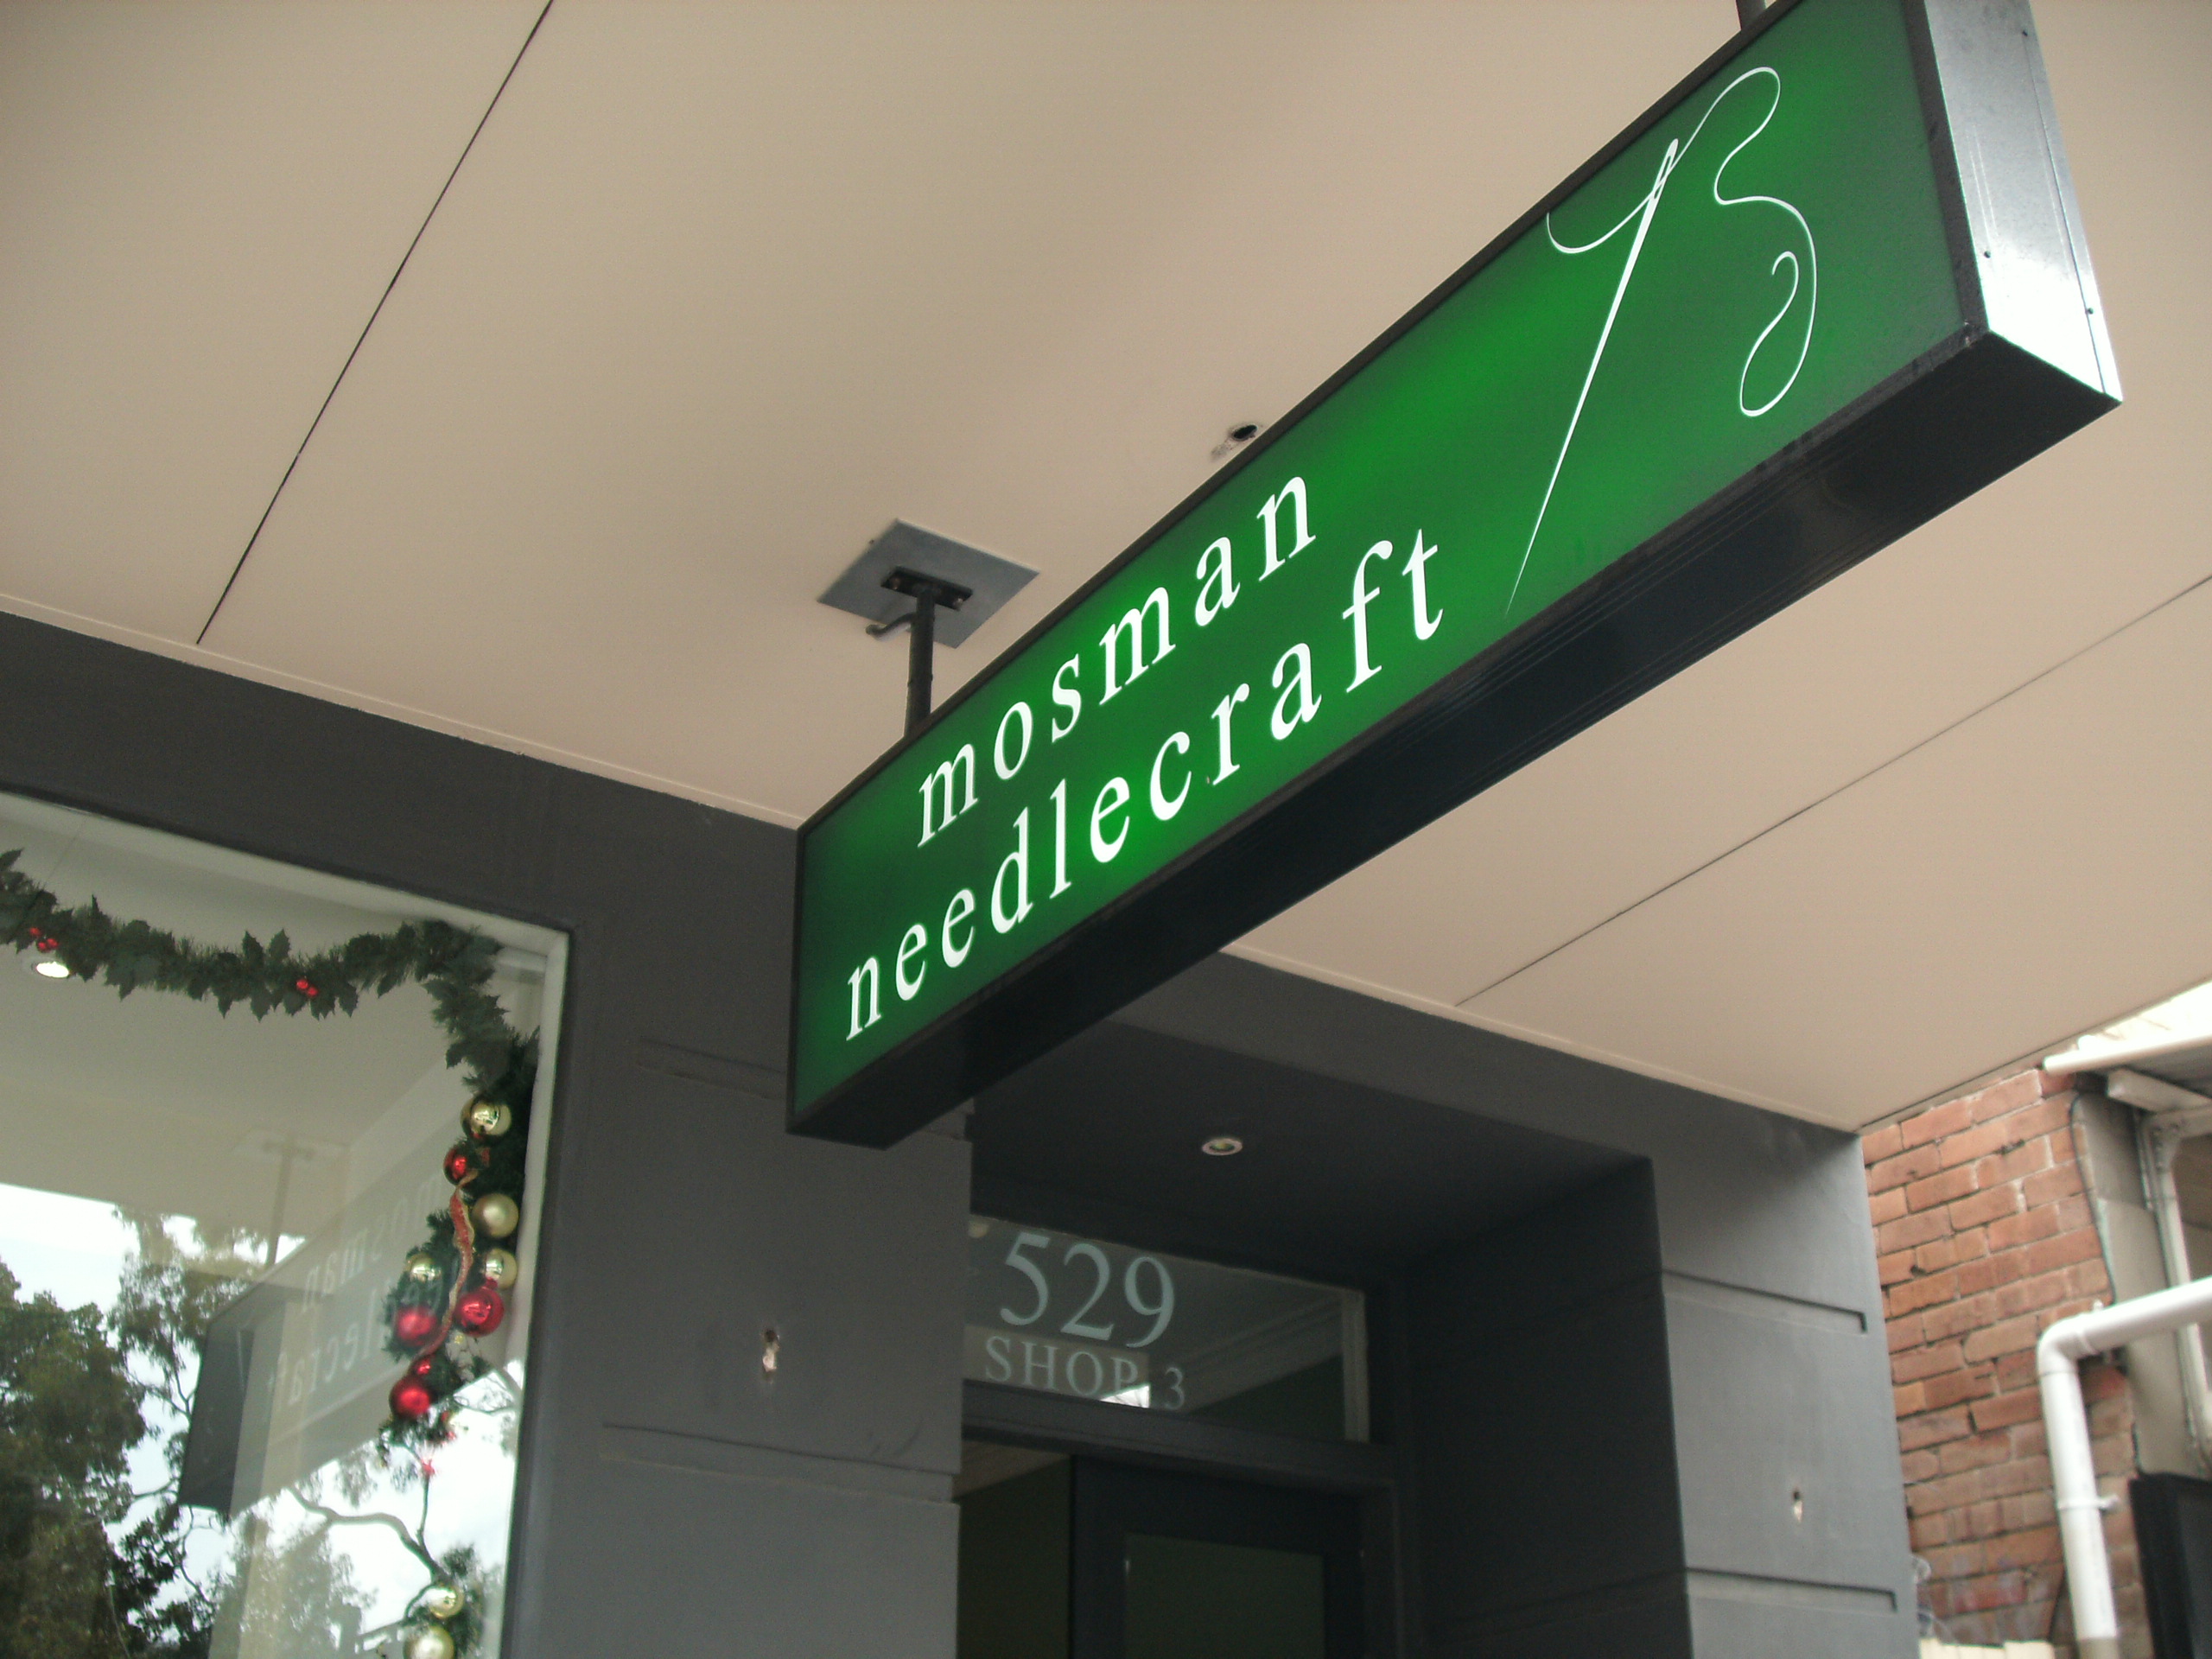 mosman
needlecraft
529
SHOP 3